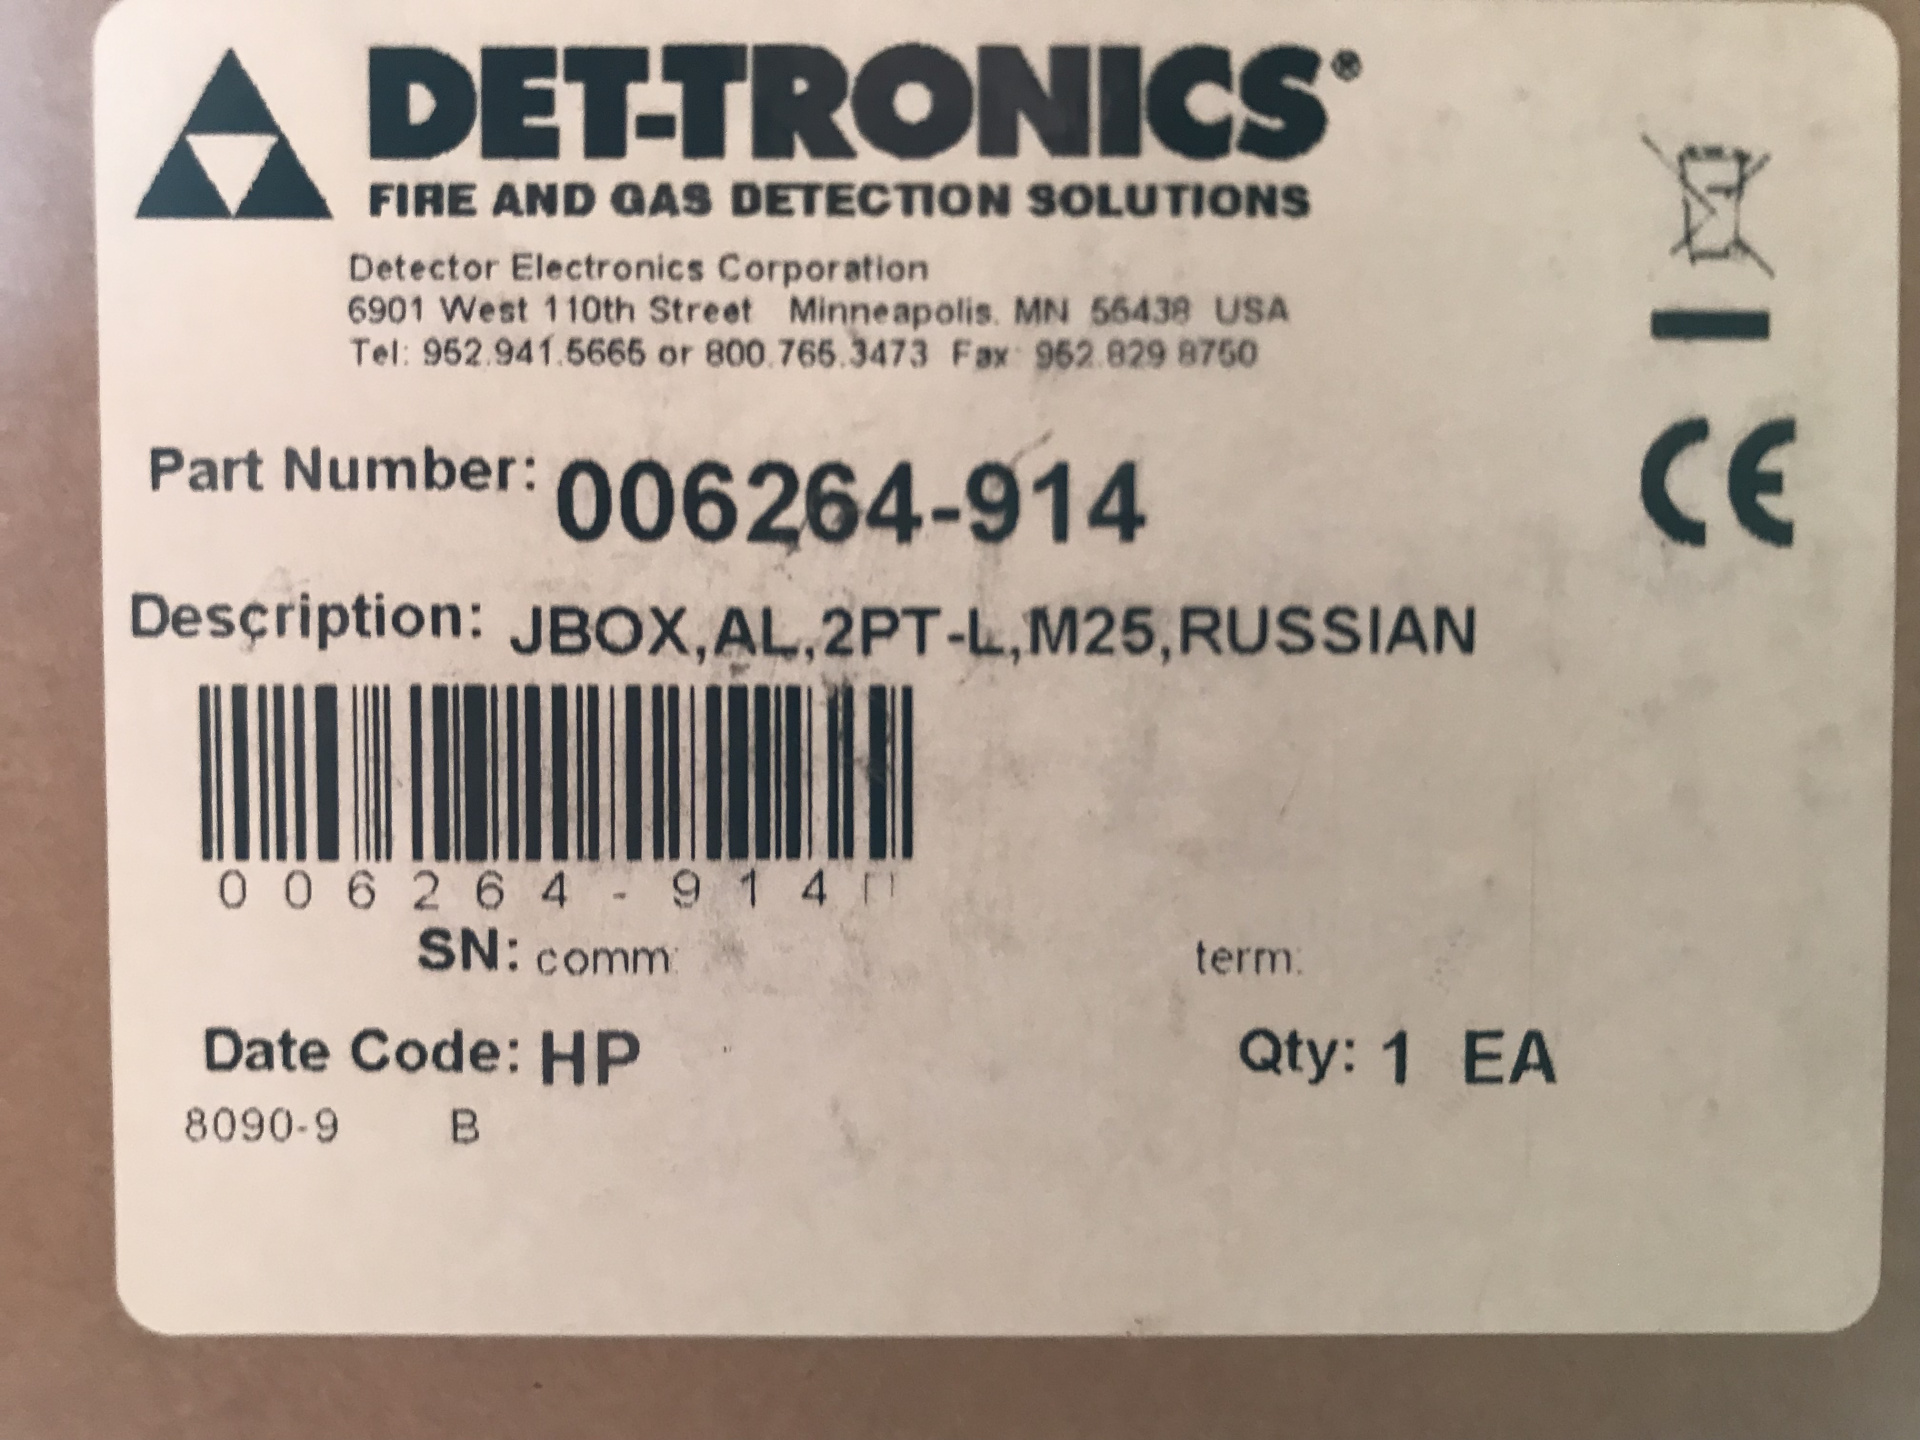 DET-TRONICS®
FIRE AND GAS DETECTION SOLUTIONS
Detector Electronics Corporation
6901 West 110th Street Minneapolis. MN 55438 USA
Tel: 952.941.5665 or 800.765.3473 Fax: 952.829 8750
Part Number: 006264-914
CE
Description: JBOX,AL,2PT-L,M25,RUSSIAN
006264-914
SN: comm: term:
Date Code: HP Qty: 1 EA
8090-9 B